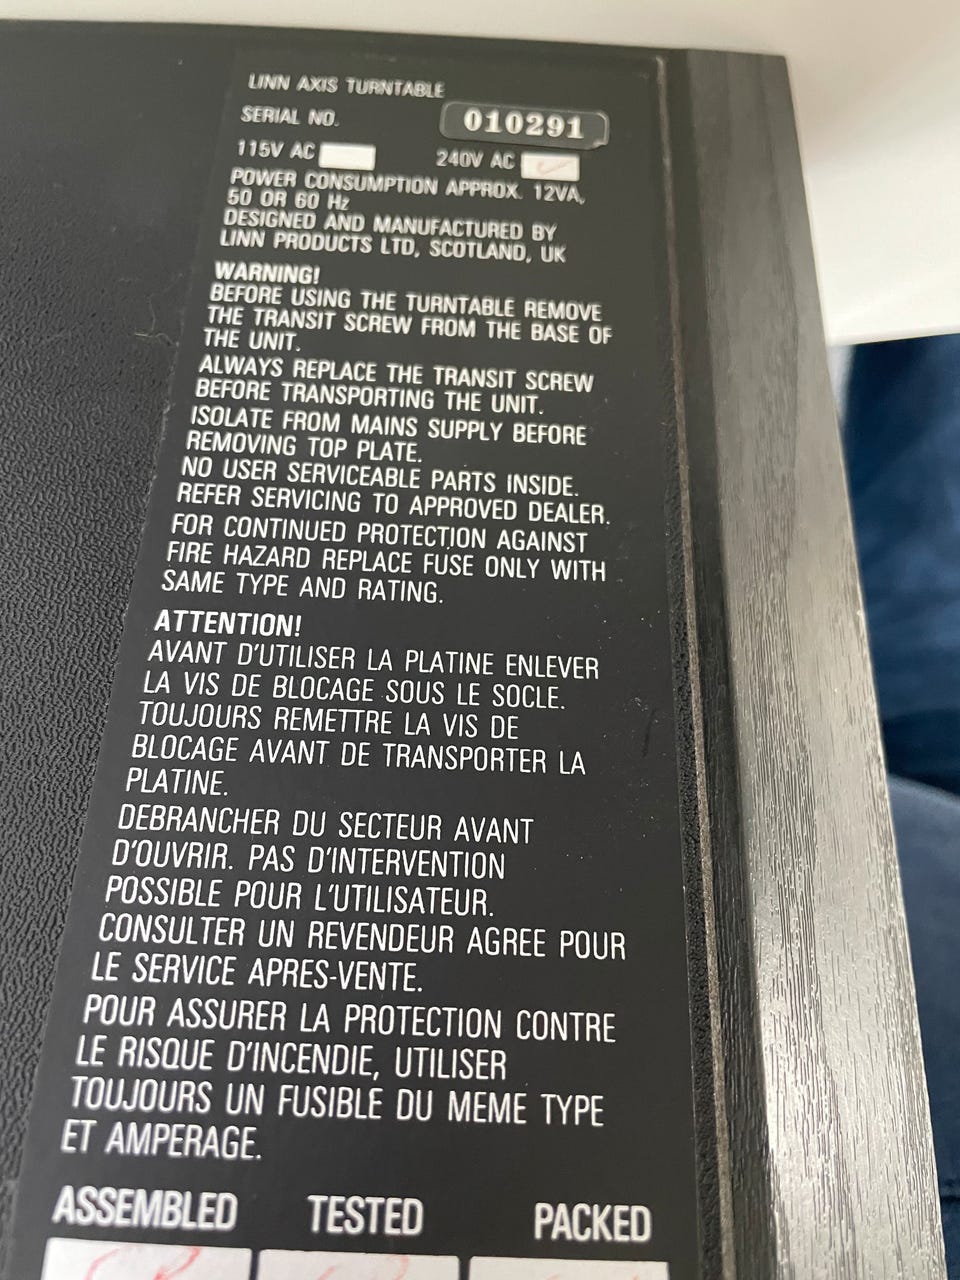 LINN AXIS TURNTABLE
SERIAL NO. 010291
115V AC 240V AC
POWER CONSUMPTION APPROX. 12VA,
50 OR 60 Hz
DESIGNED AND MANUFACTURED BY
LINN PRODUCTS LTD, SCOTLAND, UK
WARNING!
BEFORE USING THE TURNTABLE REMOVE
THE TRANSIT SCREW FROM THE BASE OF
THE UNIT.
ALWAYS REPLACE THE TRANSIT SCREW
BEFORE TRANSPORTING THE UNIT.
ISOLATE FROM MAINS SUPPLY BEFORE
REMOVING TOP PLATE.
NO USER SERVICEABLE PARTS INSIDE.
REFER SERVICING TO APPROVED DEALER.
FOR CONTINUED PROTECTION AGAINST
FIRE HAZARD REPLACE FUSE ONLY WITH
SAME TYPE AND RATING.
ATTENTION!
AVANT D'UTILISER LA PLATINE ENLEVER
LA VIS DE BLOCAGE SOUS LE SOCLE.
TOUJOURS REMETTRE LA VIS DE
BLOCAGE AVANT DE TRANSPORTER LA
PLATINE.
DEBRANCHER DU SECTEUR AVANT
D'OUVRIR. PAS D'INTERVENTION
POSSIBLE POUR L'UTILISATEUR.
CONSULTER UN REVENDEUR AGREE POUR
LE SERVICE APRES-VENTE.
POUR ASSURER LA PROTECTION CONTRE
LE RISQUE D'INCENDIE, UTILISER
TOUJOURS UN FUSIBLE DU MEME TYPE
ET AMPERAGE.
ASSEMBLED TESTED PACKED